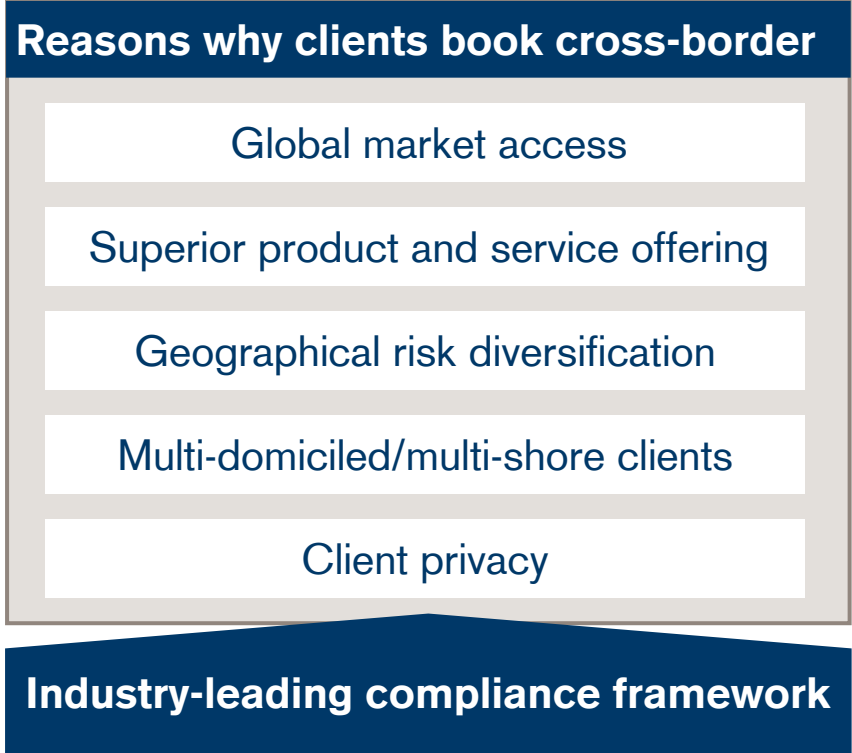 Reasons why clients book cross-border
Global market access
Superior product and service offering
Geographical risk diversification
Multi-domiciled/multi-shore clients
Client privacy
Industry-leading compliance framework